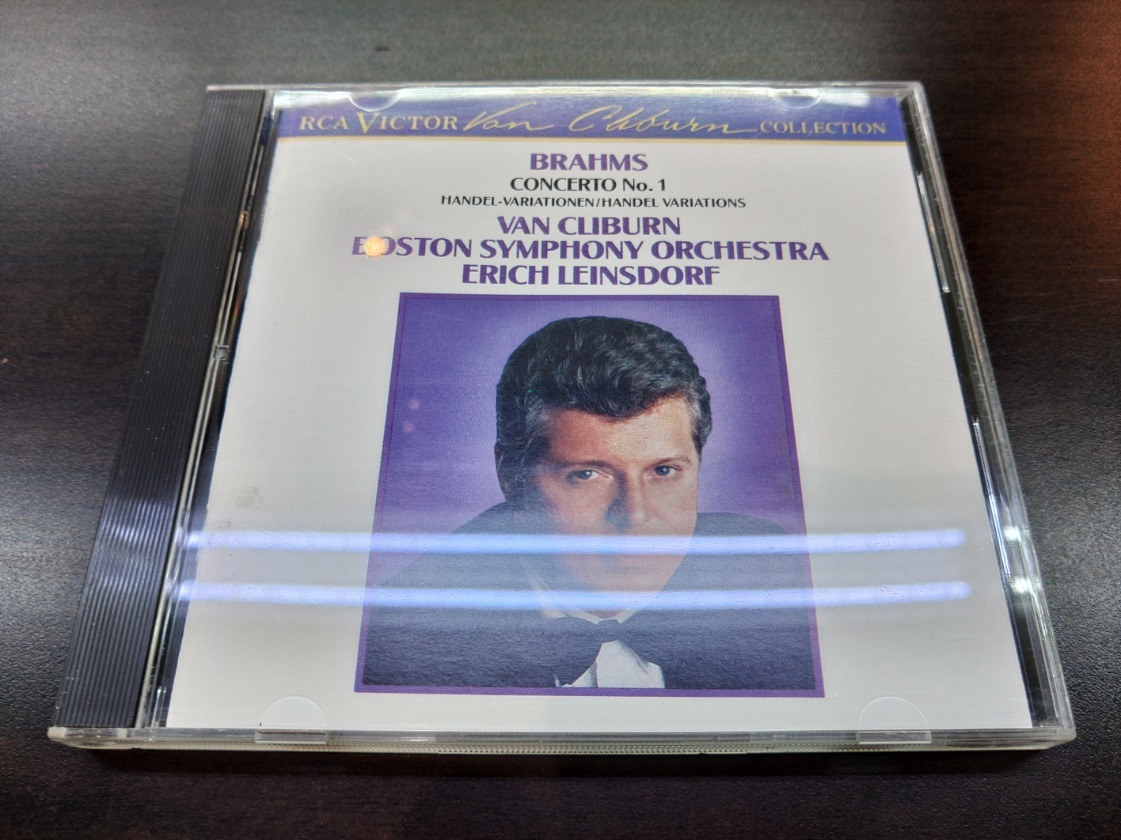 RCA VICTOR Van Cliburn COLLECTION
BRAHMS
CONCERTO No. 1
HANDEL-VARIATIONEN/HANDEL VARIATIONS
VAN CLIBURN
BOSTON SYMPHONY ORCHESTRA
ERICH LEINSDORF